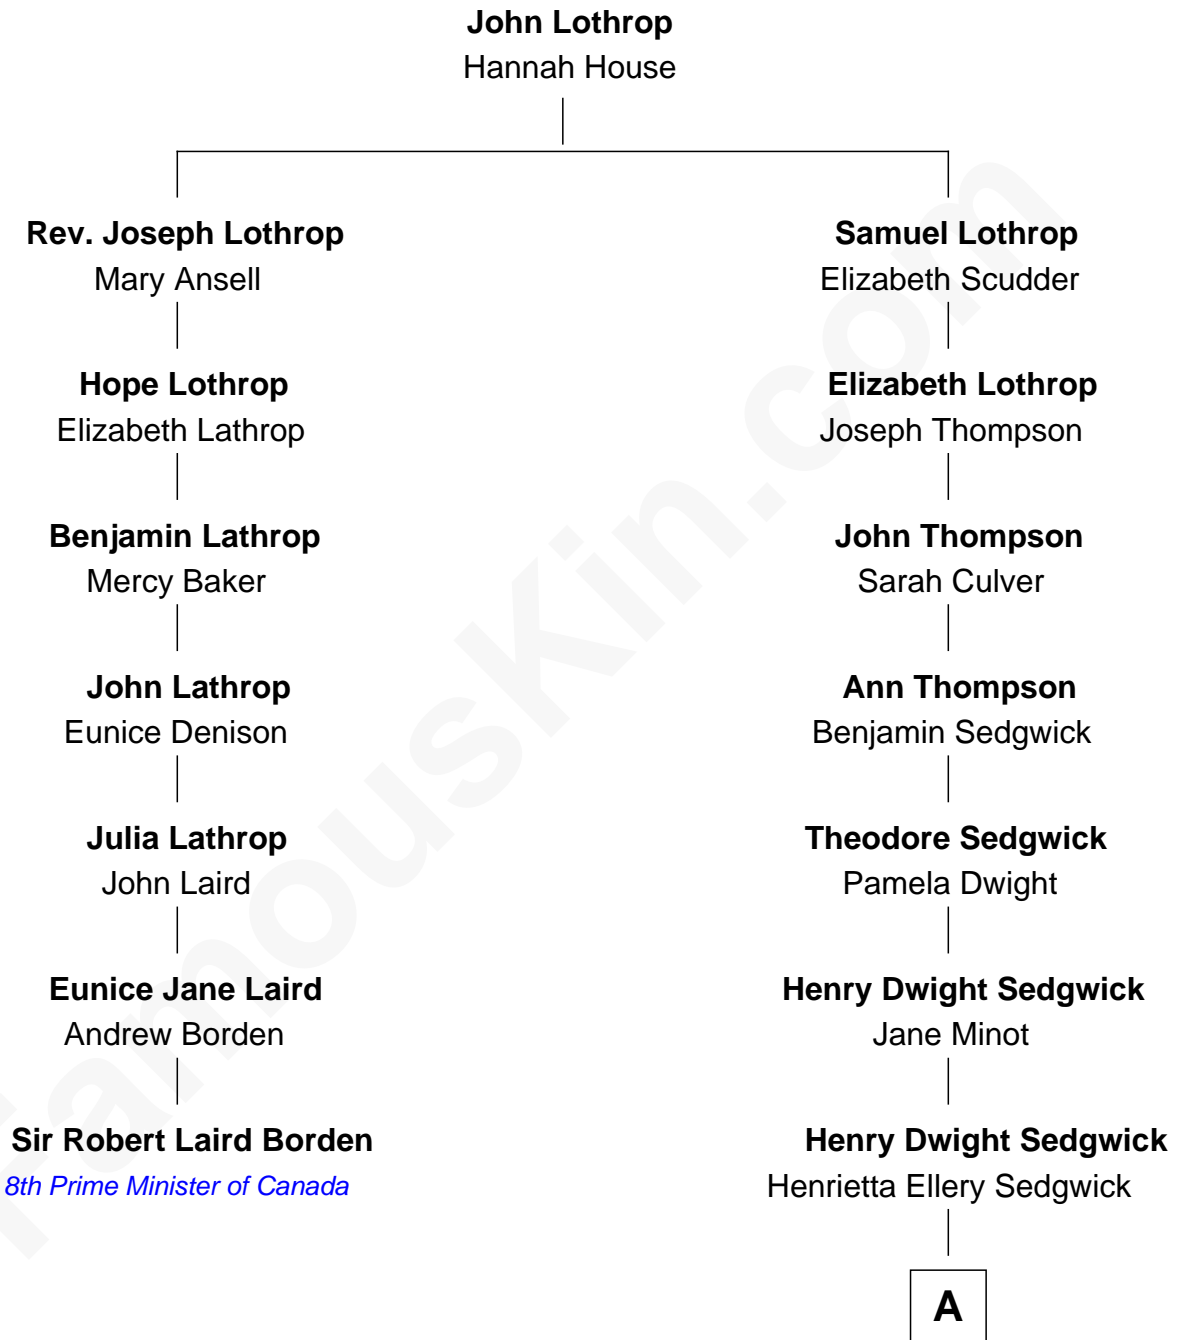 John Lothrop
Hannah House
Rev. Joseph Lothrop
Mary Ansell
Samuel Lothrop
Elizabeth Scudder
Hope Lothrop
Elizabeth Lathrop
Elizabeth Lothrop
Joseph Thompson
Benjamin Lathrop
Mercy Baker
John Thompson
Sarah Culver
John Lathrop
Eunice Denison
Ann Thompson
Benjamin Sedgwick
Julia Lathrop
John Laird
Theodore Sedgwick
Pamela Dwight
Eunice Jane Laird
Andrew Borden
Henry Dwight Sedgwick
Jane Minot
Sir Robert Laird Borden
8th Prime Minister of Canada
Henry Dwight Sedgwick
Henrietta Ellery Sedgwick
A
FamousKin.com